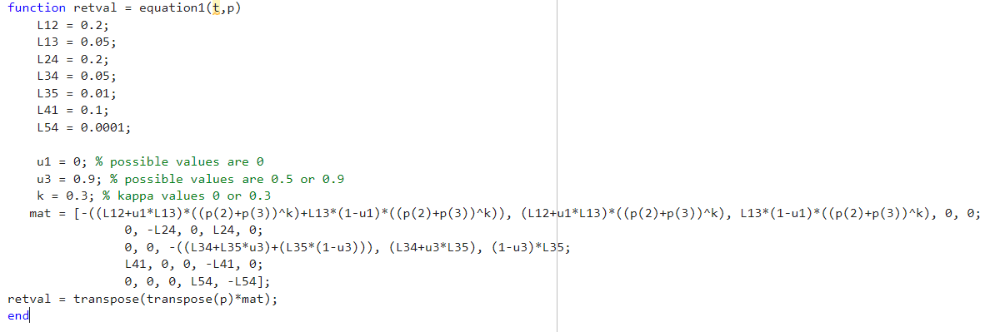 function retval = equation1(t,p)
    L12 = 0.2;
    L13 = 0.05;
    L24 = 0.2;
    L34 = 0.05;
    L35 = 0.01;
    L41 = 0.1;
    L54 = 0.0001;

    u1 = 0; % possible values are 0
    u3 = 0.9; % possible values are 0.5 or 0.9
    k = 0.3; % kappa values 0 or 0.3
   mat = [-((L12+u1*L13)*((p(2)+p(3))^k)+L13*(1-u1)*((p(2)+p(3))^k)), (L12+u1*L13)*((p(2)+p(3))^k), L13*(1-u1)*((p(2)+p(3))^k), 0, 0;
                0, -L24, 0, L24, 0;
                0, 0, -((L34+L35*u3)+(L35*(1-u3))), (L34+u3*L35), (1-u3)*L35;
                L41, 0, 0, -L41, 0;
                0, 0, 0, L54, -L54];
retval = transpose(transpose(p)*mat);
end